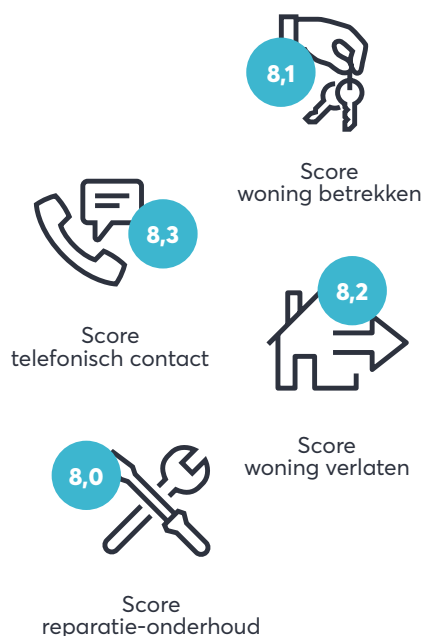 8,1
Score
woning betrekken
8,3
Score
telefonisch contact
8,2
Score
woning verlaten
8,0
Score
reparatie-onderhoud